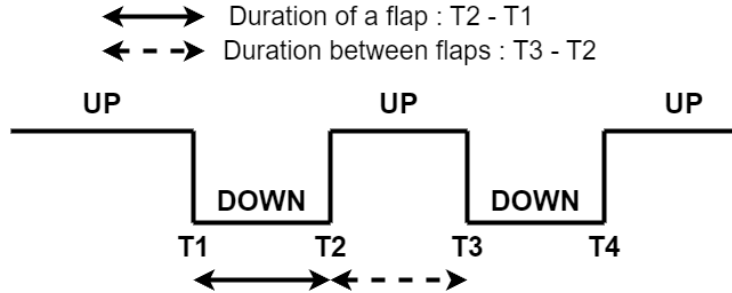 Duration of a flap : T2 - T1
Duration between flaps : T3 - T2
UP UP UP
DOWN DOWN
T1 T2 T3 T4